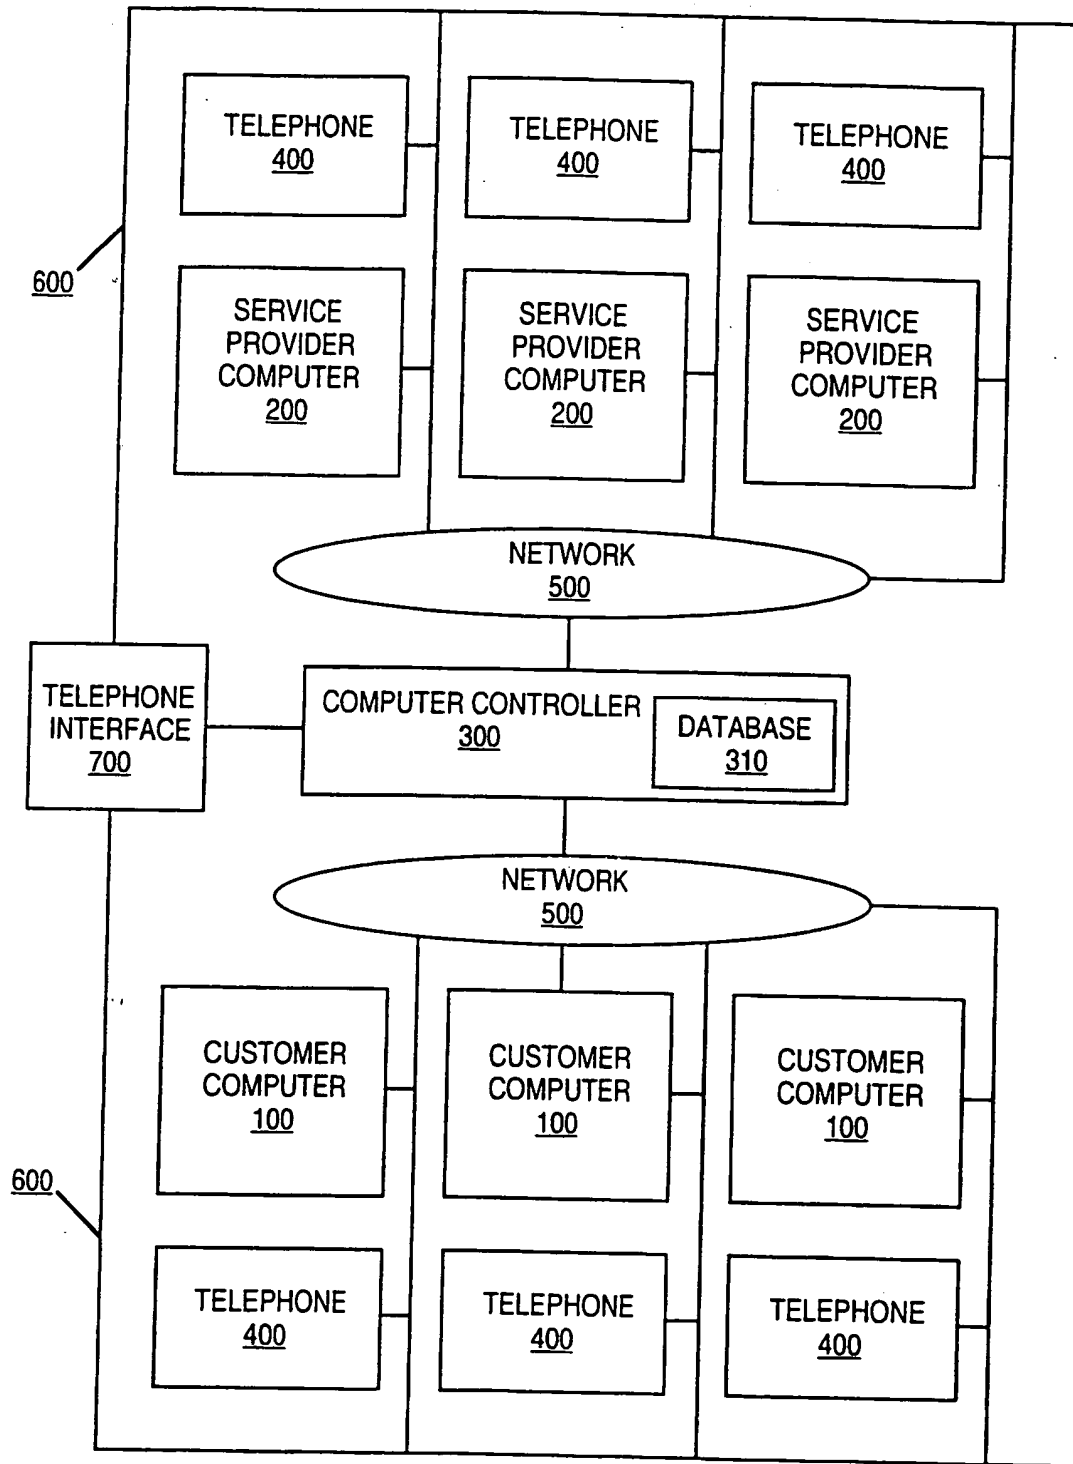 TELEPHONE
400
TELEPHONE
400
TELEPHONE
400
600
SERVICE
PROVIDER
COMPUTER
200
SERVICE
PROVIDER
COMPUTER
200
SERVICE
PROVIDER
COMPUTER
200
NETWORK
500
TELEPHONE
INTERFACE
700
COMPUTER CONTROLLER
300
DATABASE
310
NETWORK
500
CUSTOMER
COMPUTER
100
CUSTOMER
COMPUTER
100
CUSTOMER
COMPUTER
100
600
TELEPHONE
400
TELEPHONE
400
TELEPHONE
400